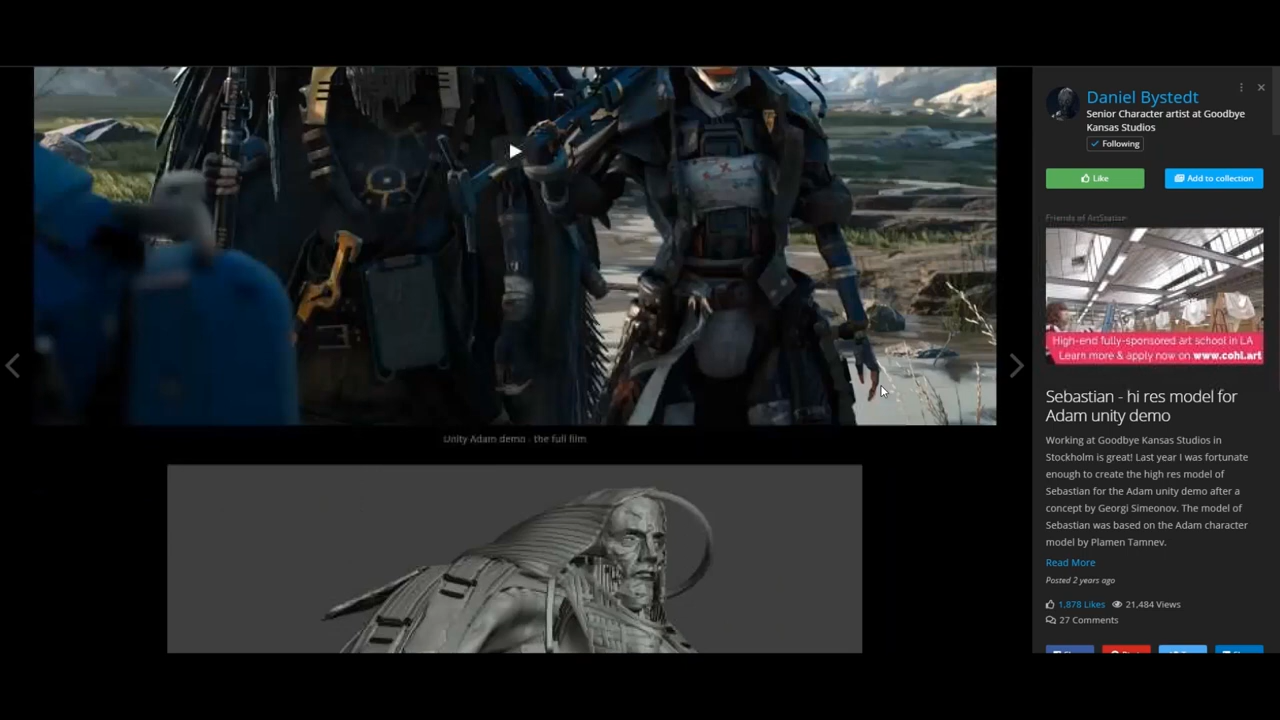 Daniel Bystedt
Senior Character artist at Goodbye
Kansas Studios
Following
Like
Add to collection
Friends of ArtStation
High-end fully-sponsored art school in LA
Learn more & apply now on www.cohl.art
Sebastian - hi res model for
Adam unity demo
Working at Goodbye Kansas Studios in
Stockholm is great! Last year I was fortunate
enough to create the high res model of
Sebastian for the Adam unity demo after a
concept by Georgi Simeonov. The model of
Sebastian was based on the Adam character
model by Plamen Tamnev.
Read More
Posted 2 years ago
1,878 Likes 21,484 Views
27 Comments
Unity Adam demo - the full film